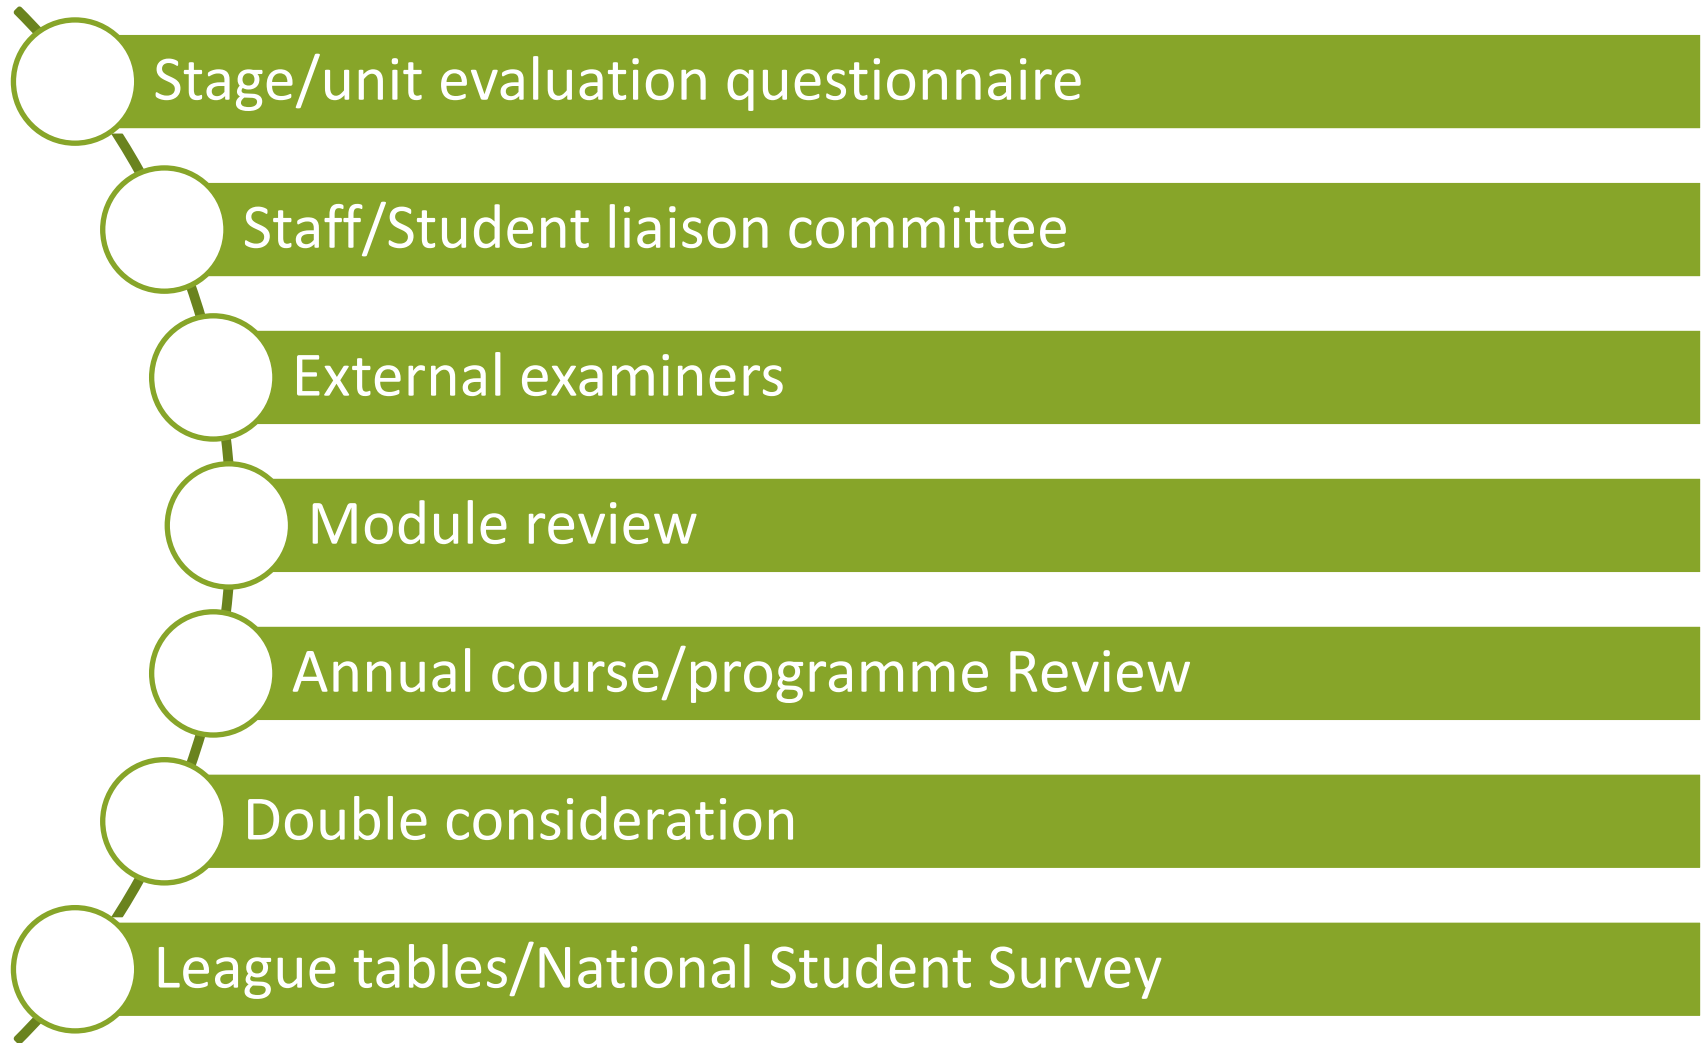 Stage/unit evaluation questionnaire
Staff/Student liaison committee
External examiners
Module review
Annual course/programme Review
Double consideration
League tables/National Student Survey